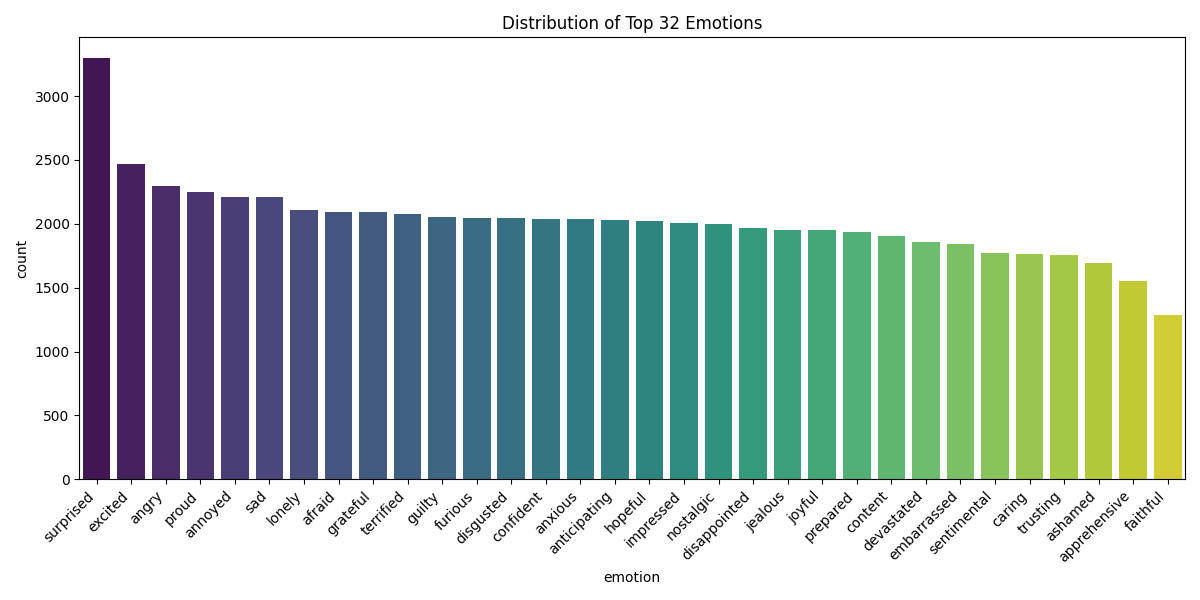 Distribution of Top 32 Emotions
count
3000
2500
2000
1500
1000
500
0
surprised
excited
angry
proud
annoyed
sad
lonely
afraid
grateful
terrified
guilty
furious
disgusted
confident
anxious
anticipating
hopeful
impressed
nostalgic
disappointed
jealous
joyful
prepared
content
devastated
embarrassed
sentimental
caring
trusting
ashamed
apprehensive
faithful
emotion